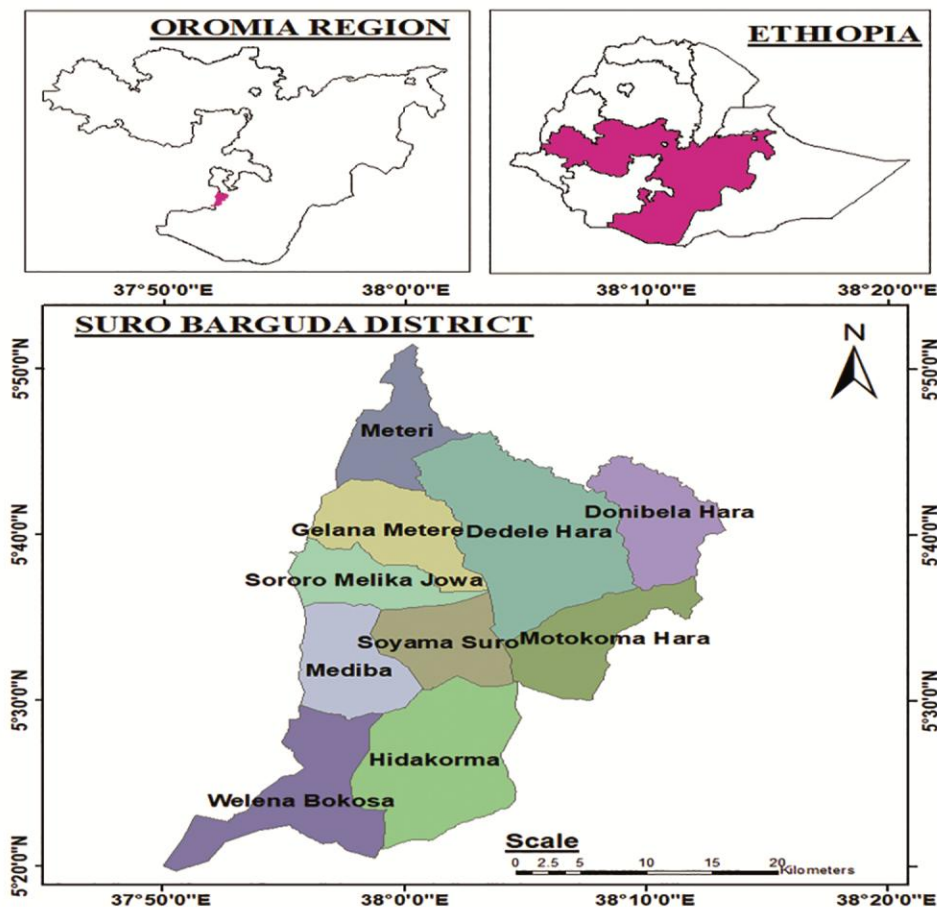 OROMIA REGION
ETHIOPIA
37°50'0"E 38°0'0"E 38°10'0"E 38°20'0"E
SURO BARGUDA DISTRICT
N
5°50'0"N 5°50'0"N
Meteri
Donibela Hara
Gelana Metere Dedele Hara
5°40'0"N 5°40'0"N
Sororo Melika Jowa
Soyama Suro Motokoma Hara
Mediba
5°30'0"N 5°30'0"N
Hidakorma
Welena Bokosa
Scale
0 2.5 5 10 15 20
Kilometers
5°20'0"N 5°20'0"N
37°50'0"E 38°0'0"E 38°10'0"E 38°20'0"E